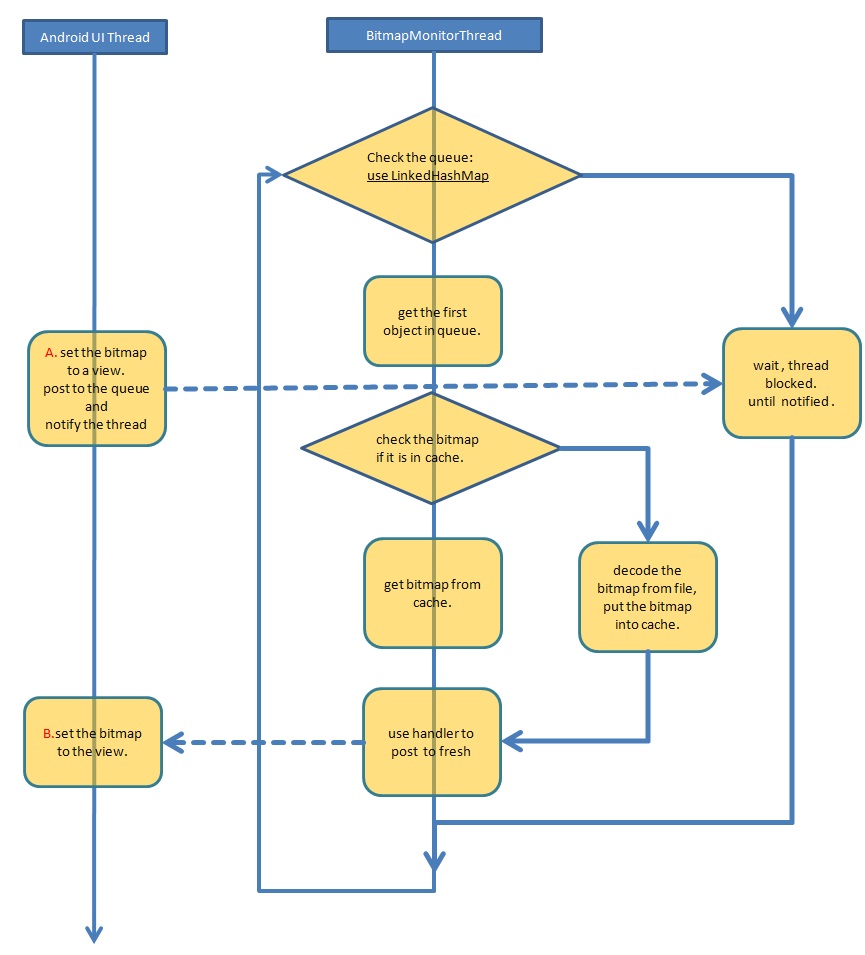 Android UI Thread
BitmapMonitorThread
Check the queue:
use LinkedHashMap
get the first
object in queue.
A. set the bitmap
to a view.
post to the queue
and
notify the thread
wait , thread
blocked.
until notified .
check the bitmap
if it is in cache.
get bitmap from
cache.
decode the
bitmap from file,
put the bitmap
into cache.
B.set the bitmap
to the view.
use handler to
post to fresh